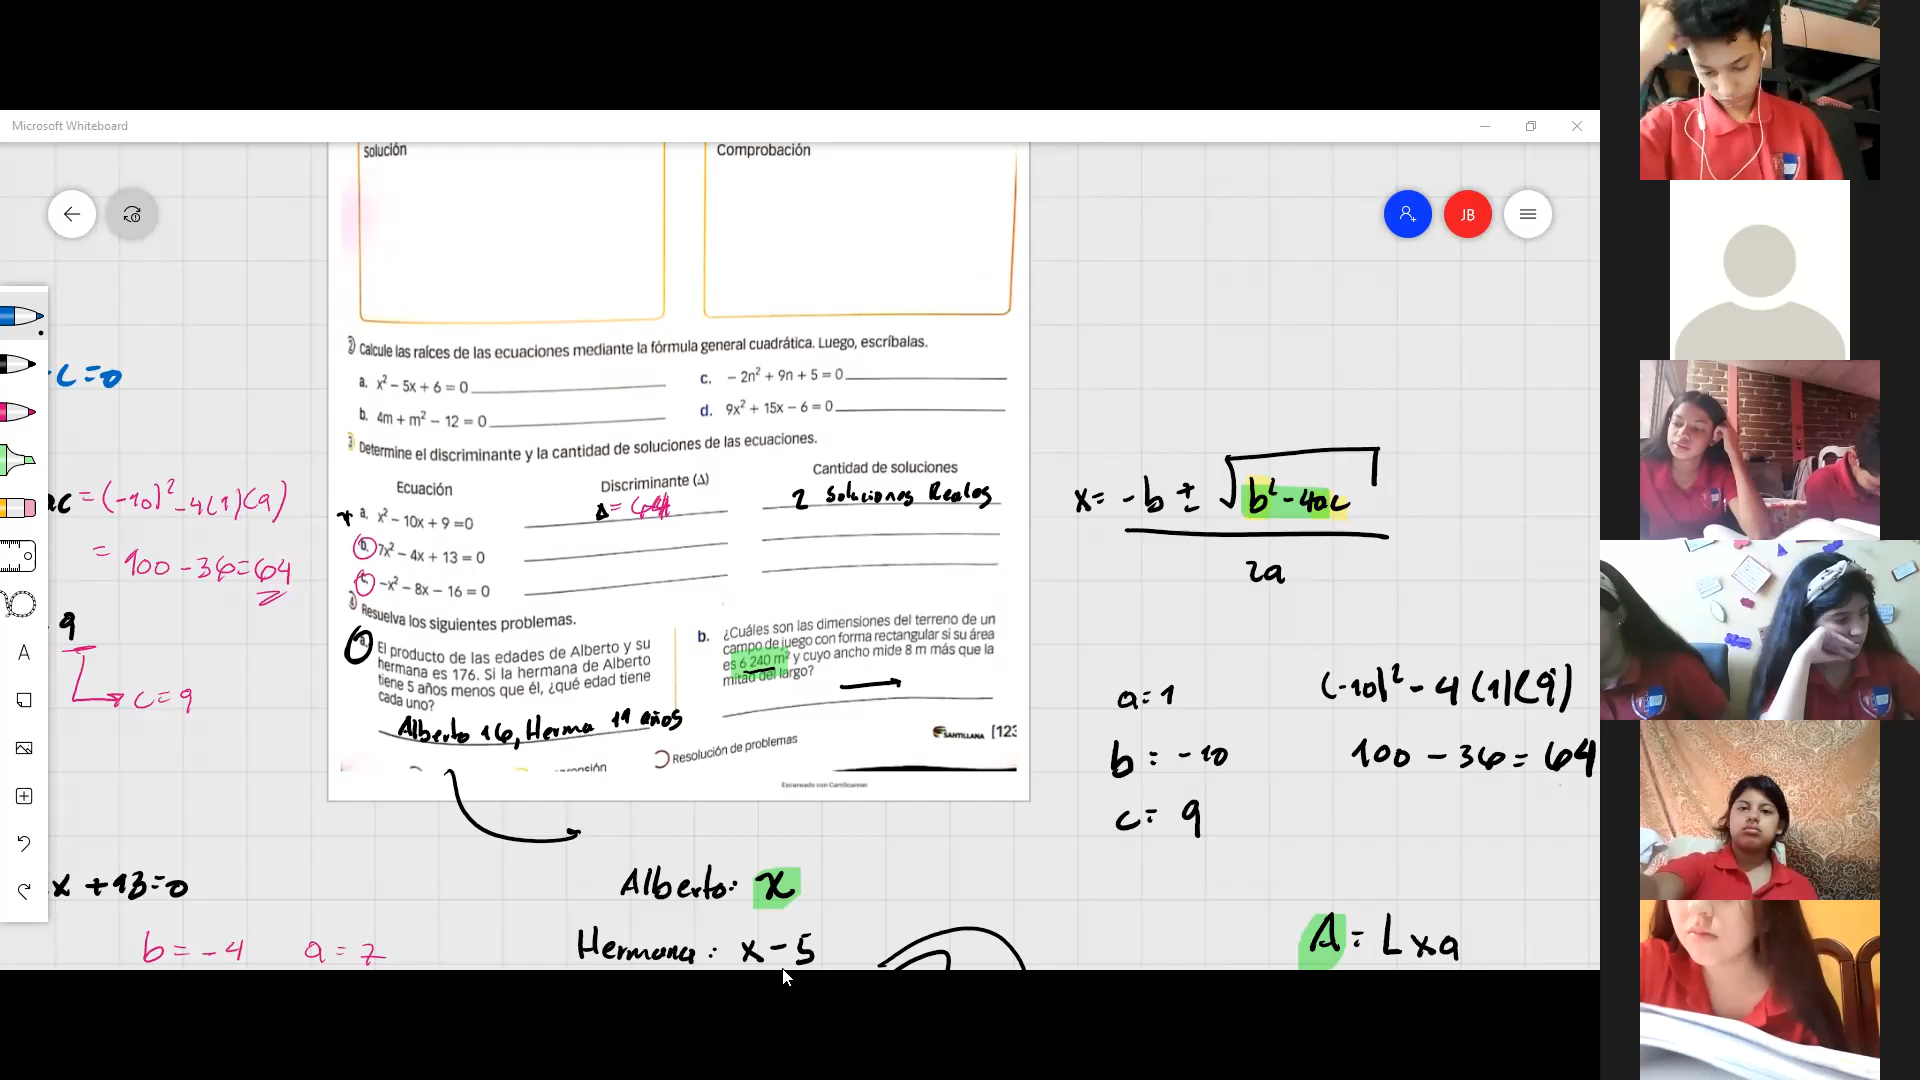 Microsoft Whiteboard
JB
Solución
Comprobación
2 Calcule las raíces de las ecuaciones mediante la fórmula general cuadrática. Luego, escríbalas.
a. x² − 5x + 6 = 0
c. − 2n² + 9n + 5 = 0
b. 4m + m² − 12 = 0
d. 9x² + 15x − 6 = 0
3 Determine el discriminante y la cantidad de soluciones de las ecuaciones.
Ecuación
Discriminante (Δ)
Cantidad de soluciones
a. x² − 10x + 9 =0
Δ = 64
2 Soluciones Reales
b. 7x² − 4x + 13 = 0
c. −x² − 8x − 16 = 0
4 Resuelva los siguientes problemas.
a. El producto de las edades de Alberto y su
hermana es 176. Si la hermana de Alberto
tiene 5 años menos que él, ¿qué edad tiene
cada uno?
Alberto 16, Herma 11 años
b. ¿Cuáles son las dimensiones del terreno de un
campo de juego con forma rectangular si su área
es 6 240 m² y cuyo ancho mide 8 m más que la
mitad del largo?
SANTILLANA [123
Resolución de problemas
Escaneado con CamScanner
c=0
ac = (-10)² -4(1)(9)
= 100 - 36=64
9
c=9
x +13=0
b= -4 a= 7
Alberto: x
Hermana: x-5
x= -b ± √b²-4ac
2a
a=1
b= -10
c= 9
(-10)² - 4 (1)(9)
100 - 36= 64
A= L x a
A